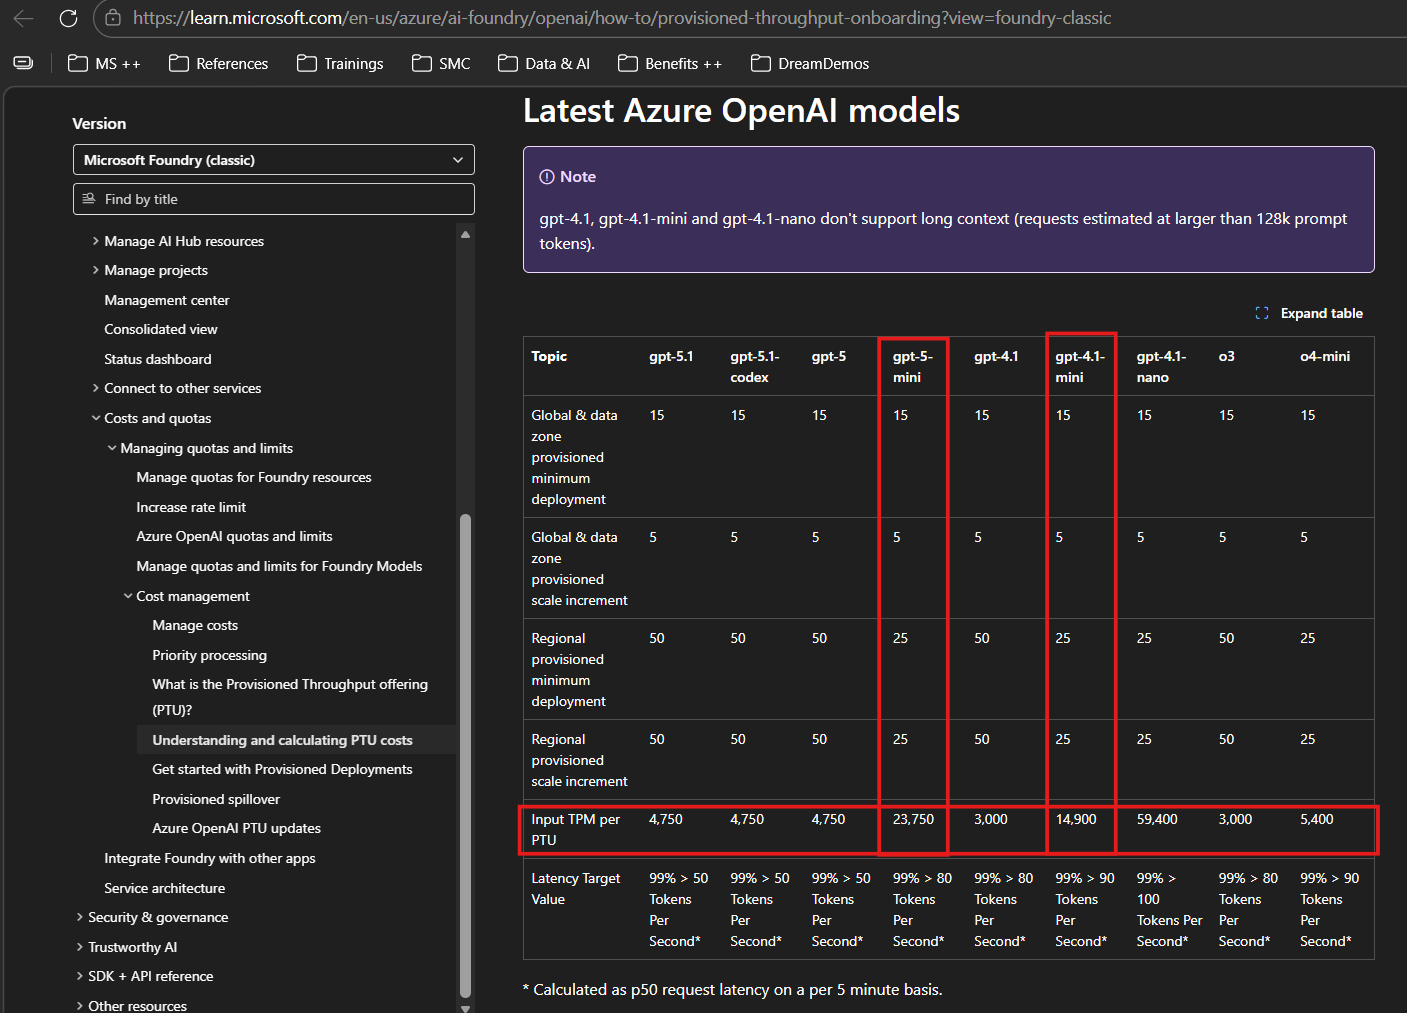 https://learn.microsoft.com/en-us/azure/ai-foundry/openai/how-to/provisioned-throughput-onboarding?view=foundry-classic
MS ++ References Trainings SMC Data & AI Benefits ++ DreamDemos
Version
Microsoft Foundry (classic)
Find by title
Manage AI Hub resources
Manage projects
Management center
Consolidated view
Status dashboard
Connect to other services
Costs and quotas
Managing quotas and limits
Manage quotas for Foundry resources
Increase rate limit
Azure OpenAI quotas and limits
Manage quotas and limits for Foundry Models
Cost management
Manage costs
Priority processing
What is the Provisioned Throughput offering
(PTU)?
Understanding and calculating PTU costs
Get started with Provisioned Deployments
Provisioned spillover
Azure OpenAI PTU updates
Integrate Foundry with other apps
Service architecture
Security & governance
Trustworthy AI
SDK + API reference
Other resources
Latest Azure OpenAI models
Note
gpt-4.1, gpt-4.1-mini and gpt-4.1-nano don't support long context (requests estimated at larger than 128k prompt
tokens).
Expand table
Topic gpt-5.1 gpt-5.1- gpt-5 gpt-5- gpt-4.1 gpt-4.1- gpt-4.1- o3 o4-mini
codex mini mini nano
Global & data 15 15 15 15 15 15 15 15 15
zone
provisioned
minimum
deployment
Global & data 5 5 5 5 5 5 5 5 5
zone
provisioned
scale increment
Regional 50 50 50 25 50 25 25 50 25
provisioned
minimum
deployment
Regional 50 50 50 25 50 25 25 50 25
provisioned
scale increment
Input TPM per 4,750 4,750 4,750 23,750 3,000 14,900 59,400 3,000 5,400
PTU
Latency Target 99% > 50 99% > 50 99% > 50 99% > 80 99% > 80 99% > 90 99% > 99% > 80 99% > 90
Value Tokens Tokens Tokens Tokens Tokens Tokens 100 Tokens Tokens
Per Per Per Per Per Per Tokens Per Per Per
Second* Second* Second* Second* Second* Second* Second* Second* Second*
* Calculated as p50 request latency on a per 5 minute basis.